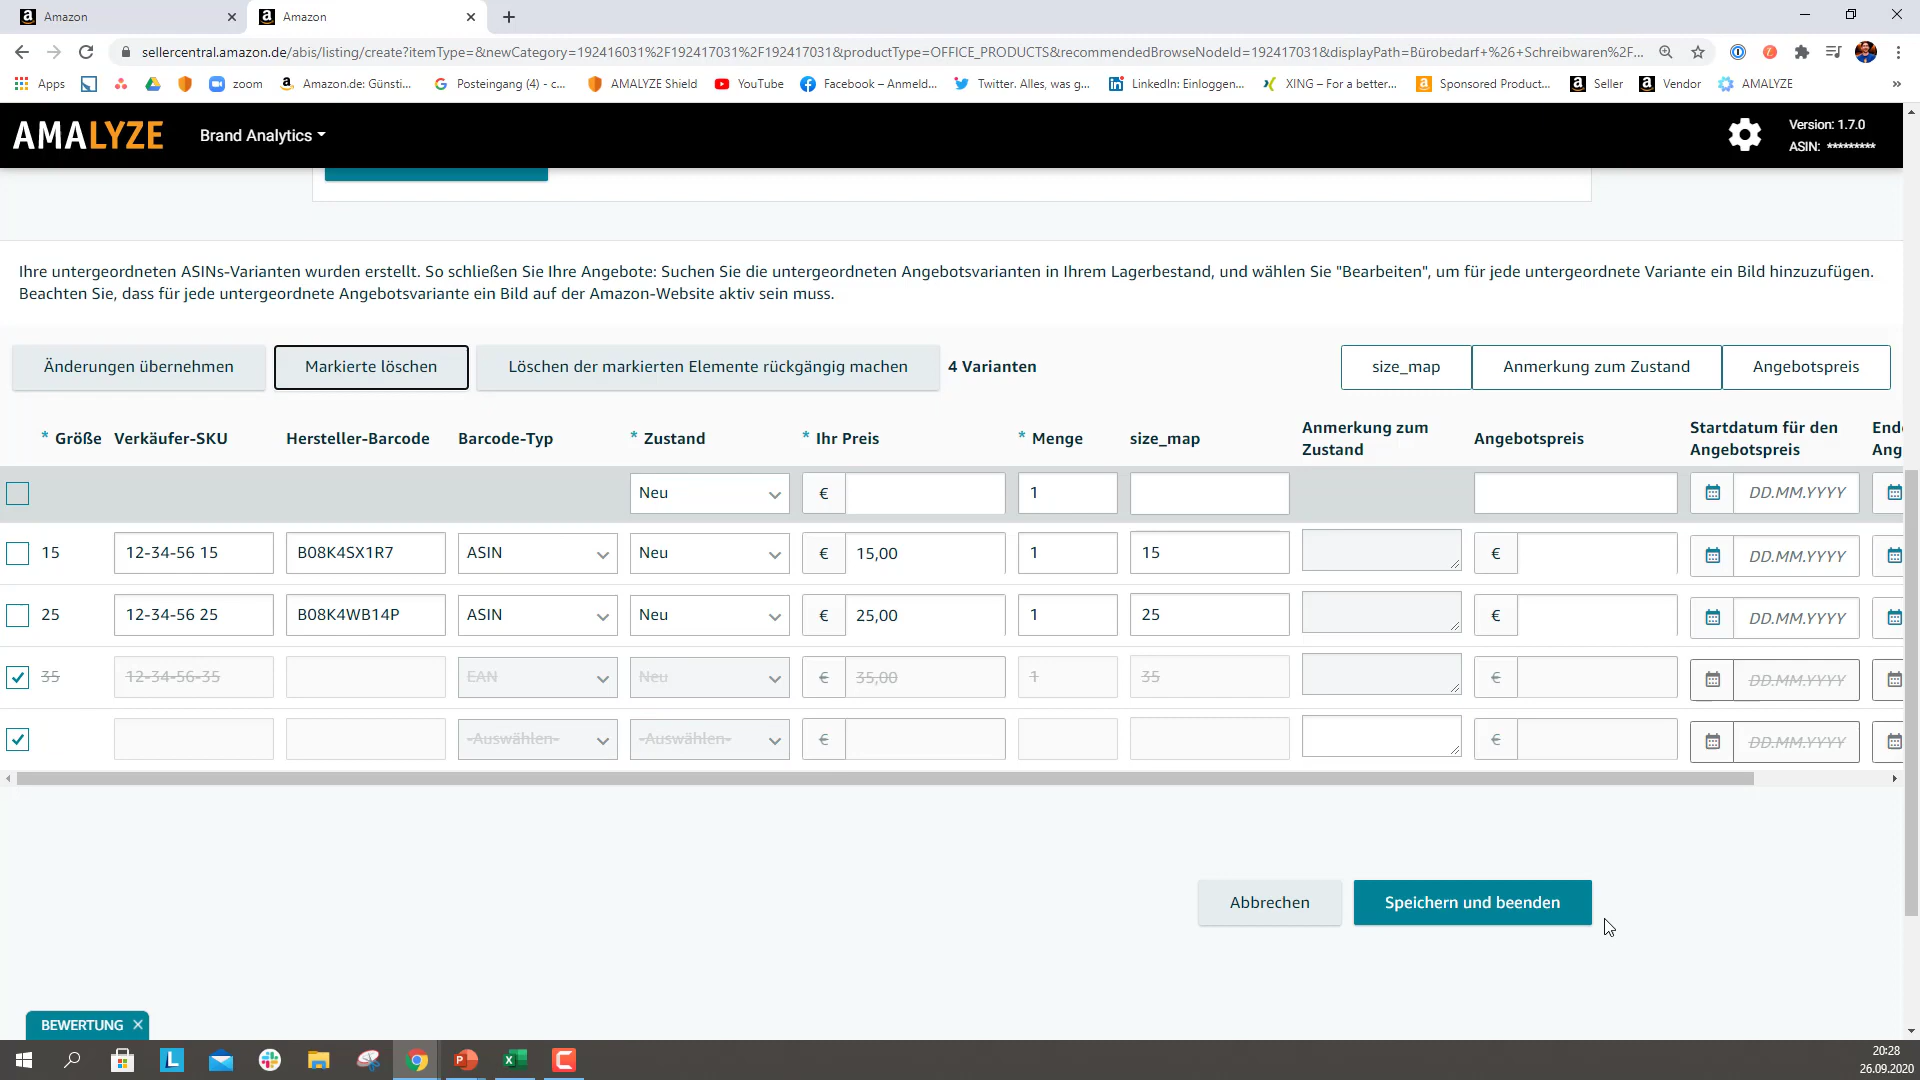 Amazon
Amazon
sellercentral.amazon.de/abis/listing/create?itemType=&newCategory=192416031%2F192417031%2F192417031&productType=OFFICE_PRODUCTS&recommendedBrowseNodeId=192417031&displayPath=Bürobedarf+%26+Schreibwaren%2F...
Apps
zoom
Amazon.de: Günsti...
Posteingang (4) - c...
AMALYZE Shield
YouTube
Facebook – Anmeld...
Twitter. Alles, was g...
LinkedIn: Einloggen...
XING – For a better...
Sponsored Product...
Seller
Vendor
AMALYZE
»
AMALYZE
Brand Analytics
Version: 1.7.0
ASIN: *********
Ihre untergeordneten ASINs-Varianten wurden erstellt. So schließen Sie Ihre Angebote: Suchen Sie die untergeordneten Angebotsvarianten in Ihrem Lagerbestand, und wählen Sie "Bearbeiten", um für jede untergeordnete Variante ein Bild hinzuzufügen.
Beachten Sie, dass für jede untergeordnete Angebotsvariante ein Bild auf der Amazon-Website aktiv sein muss.
Änderungen übernehmen Markierte löschen Löschen der markierten Elemente rückgängig machen 4 Varianten size_map Anmerkung zum Zustand Angebotspreis
* Größe Verkäufer-SKU Hersteller-Barcode Barcode-Typ * Zustand * Ihr Preis * Menge size_map Anmerkung zum Zustand Angebotspreis Startdatum für den Angebotspreis Ende Ang
Neu € 1 DD.MM.YYYY
15 12-34-56 15 B08K4SX1R7 ASIN Neu € 15,00 1 15 € DD.MM.YYYY
25 12-34-56 25 B08K4WB14P ASIN Neu € 25,00 1 25 € DD.MM.YYYY
35 12-34-56-35 EAN Neu € 35,00 1 35 € DD.MM.YYYY
-Auswählen- -Auswählen- € € DD.MM.YYYY
Abbrechen
Speichern und beenden
BEWERTUNG ×
20:28
26.09.2020